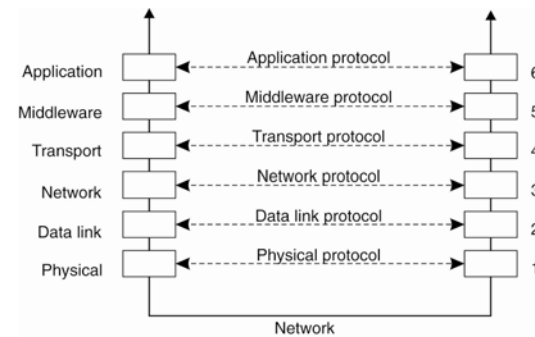 Application Application protocol 6
Middleware Middleware protocol 5
Transport Transport protocol 4
Network Network protocol 3
Data link Data link protocol 2
Physical Physical protocol 1
Network